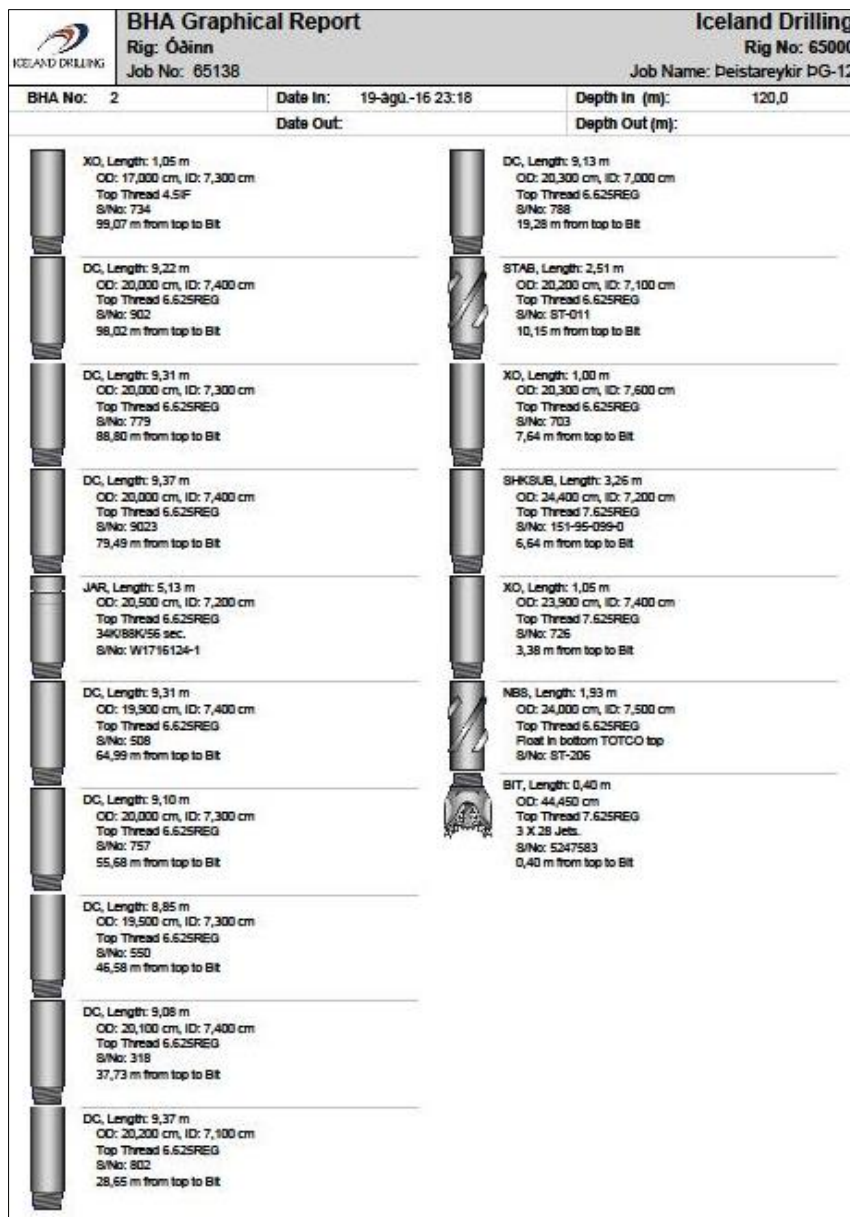 ICELAND DRILLING
BHA Graphical Report
Rig: Óðinn
Job No: 65138
Iceland Drilling
Rig No: 65000
Job Name: Þeistareykir ÞG-12
BHA No: 2
Date In: 19-ágú.-16 23:18
Depth In (m): 120,0
Date Out:
Depth Out (m):
XO, Length: 1,05 m
OD: 17,000 cm, ID: 7,300 cm
Top Thread 4.5IF
S/No: 734
99,07 m from top to Bit
DC, Length: 9,22 m
OD: 20,000 cm, ID: 7,400 cm
Top Thread 6.625REG
S/No: 902
98,02 m from top to Bit
DC, Length: 9,31 m
OD: 20,000 cm, ID: 7,300 cm
Top Thread 6.625REG
S/No: 779
88,80 m from top to Bit
DC, Length: 9,37 m
OD: 20,000 cm, ID: 7,400 cm
Top Thread 6.625REG
S/No: 9023
79,49 m from top to Bit
JAR, Length: 5,13 m
OD: 20,500 cm, ID: 7,200 cm
Top Thread 6.625REG
34K/88K/56 sec.
S/No: W1716124-1
DC, Length: 9,31 m
OD: 19,900 cm, ID: 7,400 cm
Top Thread 6.625REG
S/No: 508
64,99 m from top to Bit
DC, Length: 9,10 m
OD: 20,000 cm, ID: 7,300 cm
Top Thread 6.625REG
S/No: 757
55,68 m from top to Bit
DC, Length: 8,85 m
OD: 19,500 cm, ID: 7,300 cm
Top Thread 6.625REG
S/No: 550
46,58 m from top to Bit
DC, Length: 9,08 m
OD: 20,100 cm, ID: 7,400 cm
Top Thread 6.625REG
S/No: 318
37,73 m from top to Bit
DC, Length: 9,37 m
OD: 20,200 cm, ID: 7,100 cm
Top Thread 6.625REG
S/No: 802
28,65 m from top to Bit
DC, Length: 9,13 m
OD: 20,300 cm, ID: 7,000 cm
Top Thread 6.625REG
S/No: 788
19,28 m from top to Bit
STAB, Length: 2,51 m
OD: 20,200 cm, ID: 7,100 cm
Top Thread 6.625REG
S/No: ST-011
10,15 m from top to Bit
XO, Length: 1,00 m
OD: 20,300 cm, ID: 7,600 cm
Top Thread 6.625REG
S/No: 703
7,64 m from top to Bit
SHKSUB, Length: 3,26 m
OD: 24,400 cm, ID: 7,200 cm
Top Thread 7.625REG
S/No: 151-95-099-0
6,64 m from top to Bit
XO, Length: 1,05 m
OD: 23,900 cm, ID: 7,400 cm
Top Thread 7.625REG
S/No: 726
3,38 m from top to Bit
NBS, Length: 1,93 m
OD: 24,000 cm, ID: 7,500 cm
Top Thread 6.625REG
Float in bottom TOTCO top
S/No: ST-206
BIT, Length: 0,40 m
OD: 44,450 cm
Top Thread 7.625REG
3 X 28 Jets.
S/No: 5247583
0,40 m from top to Bit